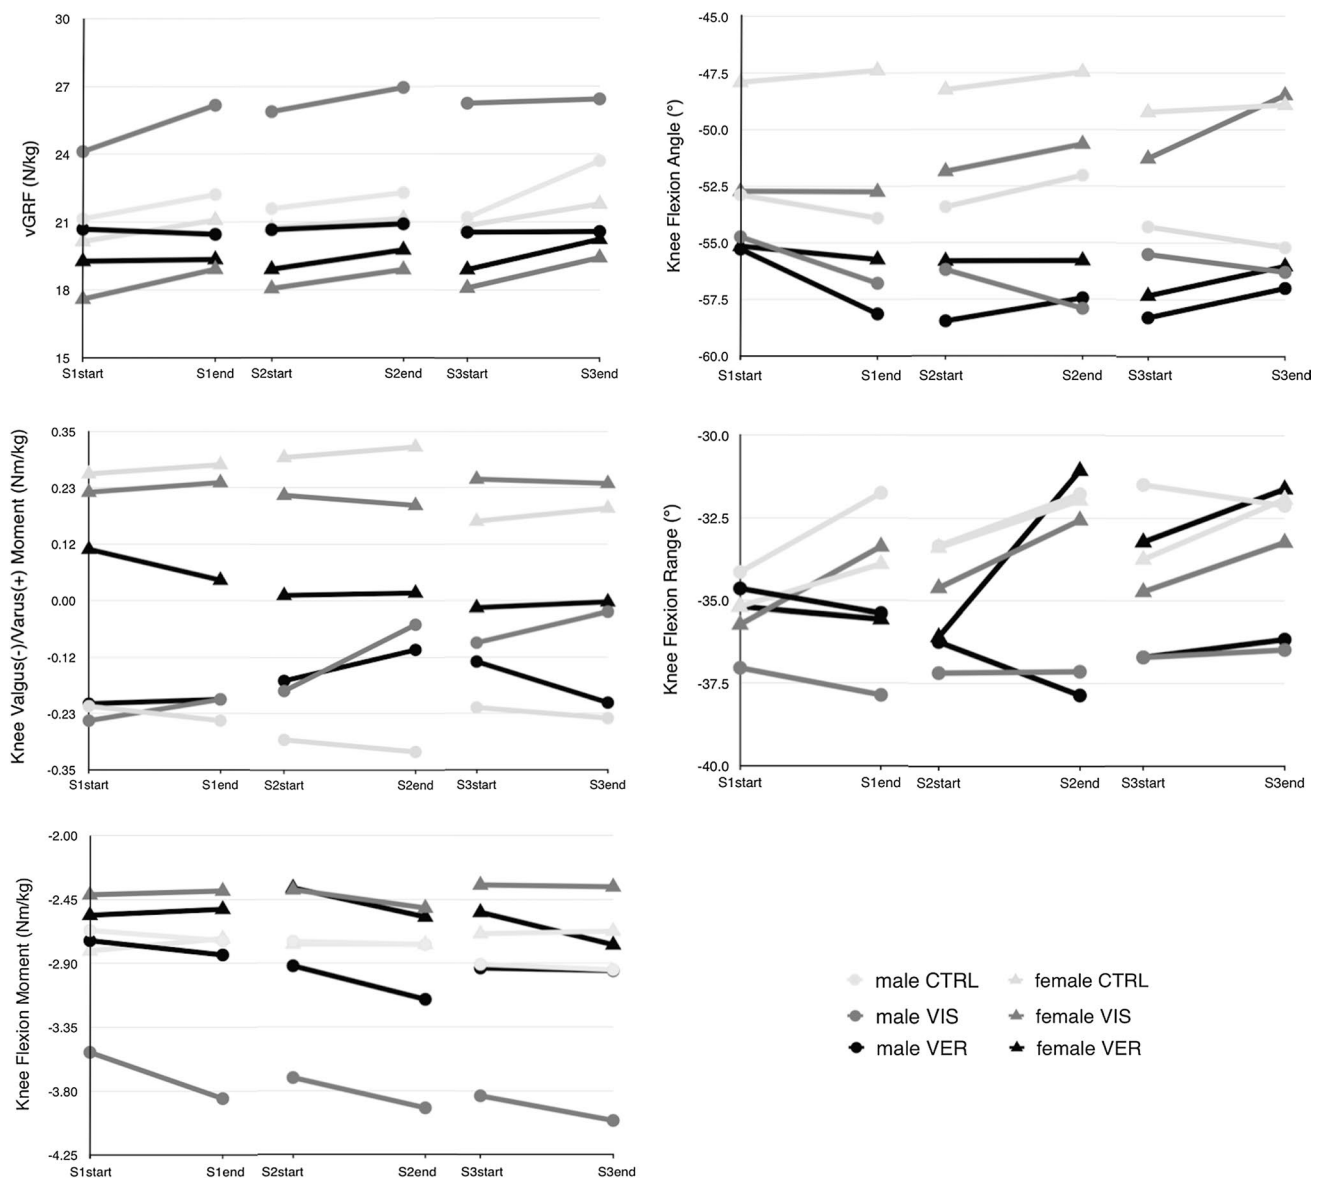 vGRF (N/kg)
30
27
24
21
18
15
S1start S1end S2start S2end S3start S3end
Knee Flexion Angle (°)
-45.0
-47.5
-50.0
-52.5
-55.0
-57.5
-60.0
S1start S1end S2start S2end S3start S3end
Knee Valgus(-)/Varus(+) Moment (Nm/kg)
0.35
0.23
0.12
0.00
-0.12
-0.23
-0.35
S1start S1end S2start S2end S3start S3end
Knee Flexion Range (°)
-30.0
-32.5
-35.0
-37.5
-40.0
S1start S1end S2start S2end S3start S3end
Knee Flexion Moment (Nm/kg)
-2.00
-2.45
-2.90
-3.35
-3.80
-4.25
S1start S1end S2start S2end S3start S3end
male CTRL female CTRL
male VIS female VIS
male VER female VER